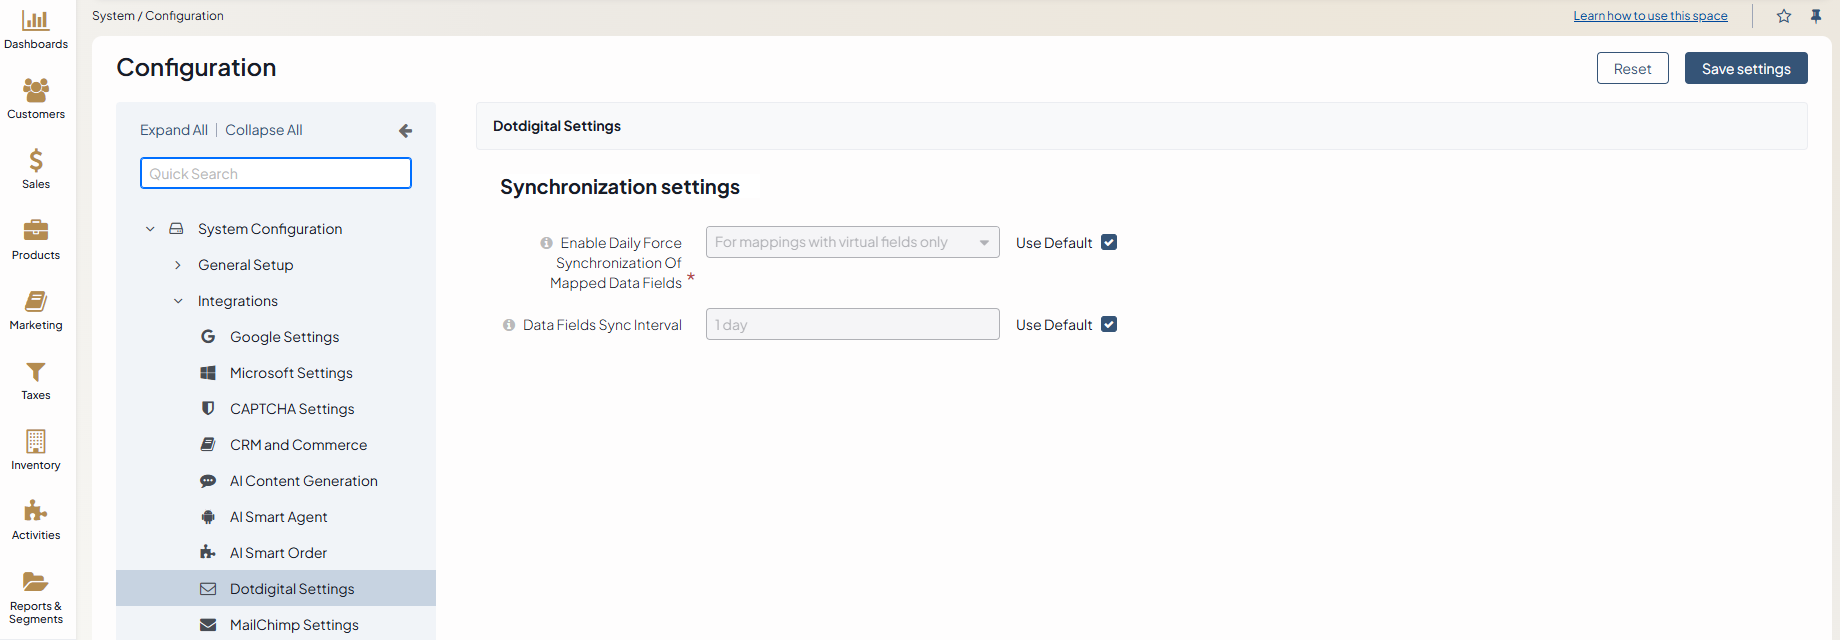 System / Configuration
Learn how to use this space
Dashboards
Customers
Sales
Products
Marketing
Taxes
Inventory
Activities
Reports &
Segments
Configuration
Reset
Save settings
Expand All | Collapse All
Quick Search
System Configuration
General Setup
Integrations
Google Settings
Microsoft Settings
CAPTCHA Settings
CRM and Commerce
AI Content Generation
AI Smart Agent
AI Smart Order
Dotdigital Settings
MailChimp Settings
Dotdigital Settings
Synchronization settings
Enable Daily Force
Synchronization Of
Mapped Data Fields *
For mappings with virtual fields only
Use Default
Data Fields Sync Interval
1 day
Use Default